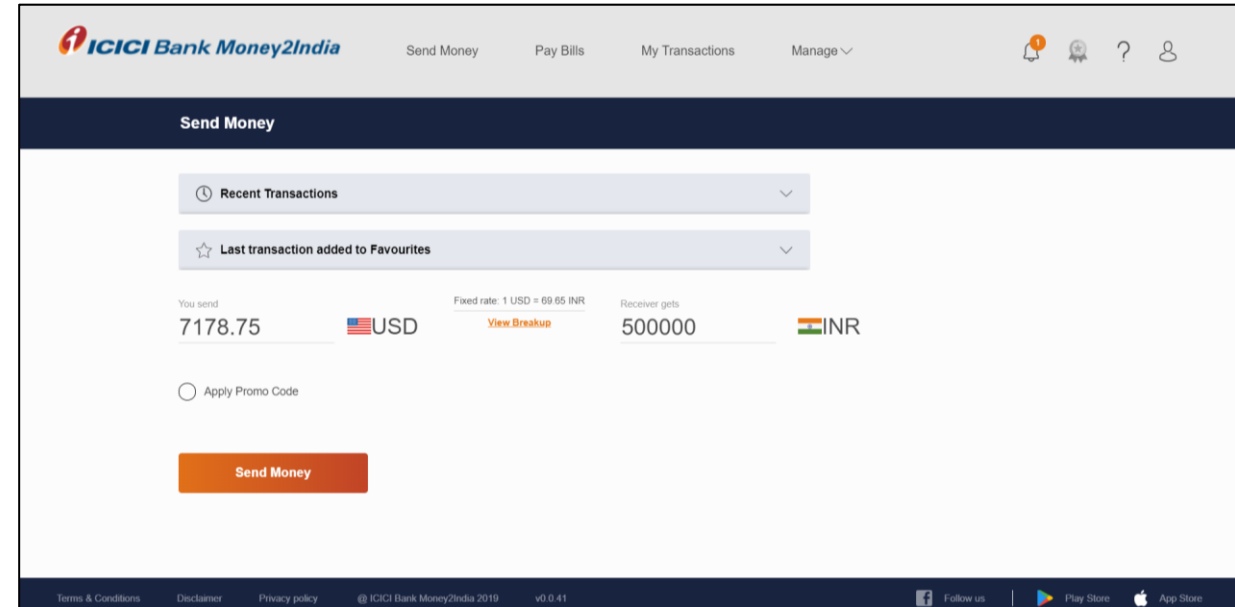 ICICI Bank Money2India Send Money Pay Bills My Transactions Manage 1 ?
Send Money
Recent Transactions
Last transaction added to Favourites
You send Fixed rate: 1 USD = 69.65 INR Receiver gets
7178.75 USD View Breakup 500000 INR
Apply Promo Code
Send Money
Terms & Conditions Disclaimer Privacy policy @ ICICI Bank Money2India 2019 v0.0.41 Follow us Play Store App Store